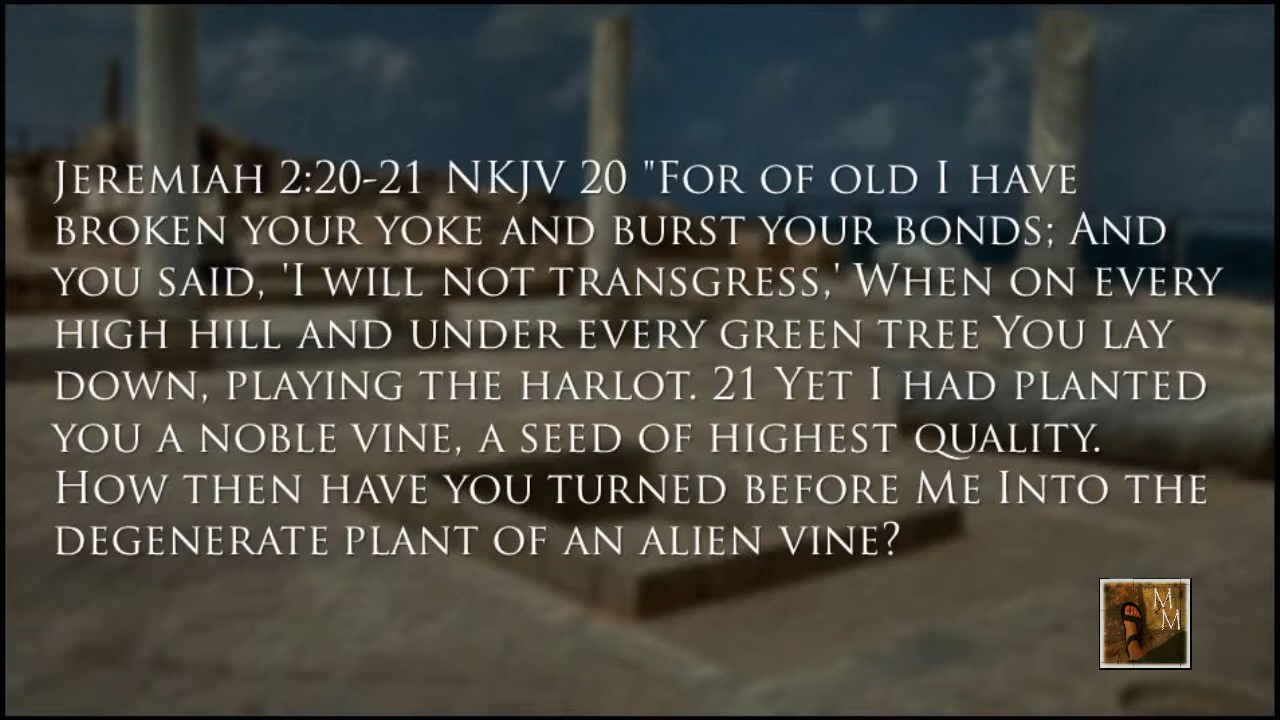 Jeremiah 2:20-21 NKJV 20 "For of old I have
broken your yoke and burst your bonds; And
you said, 'I will not transgress,' When on every
high hill and under every green tree You lay
down, playing the harlot. 21 Yet I had planted
you a noble vine, a seed of highest quality.
How then have you turned before Me Into the
degenerate plant of an alien vine?
M
M